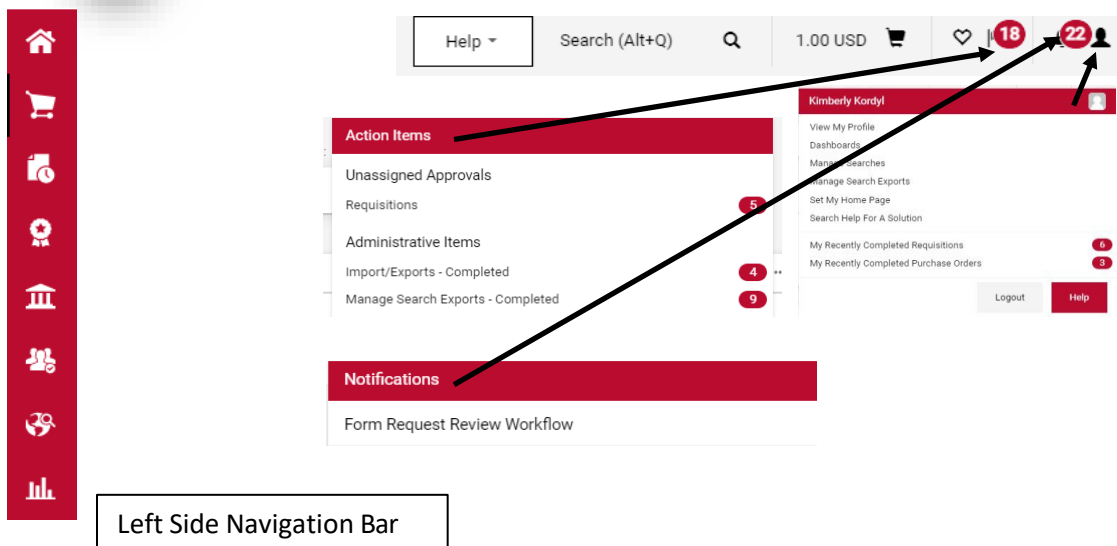 Help
Search (Alt+Q)
1.00 USD
18
22
Action Items
Unassigned Approvals
Requisitions 5
Administrative Items
Import/Exports - Completed 4
Manage Search Exports - Completed 9
Kimberly Kordyl
View My Profile
Dashboards
Manage Searches
Manage Search Exports
Set My Home Page
Search Help For A Solution
My Recently Completed Requisitions 6
My Recently Completed Purchase Orders 3
Logout Help
Notifications
Form Request Review Workflow
Left Side Navigation Bar